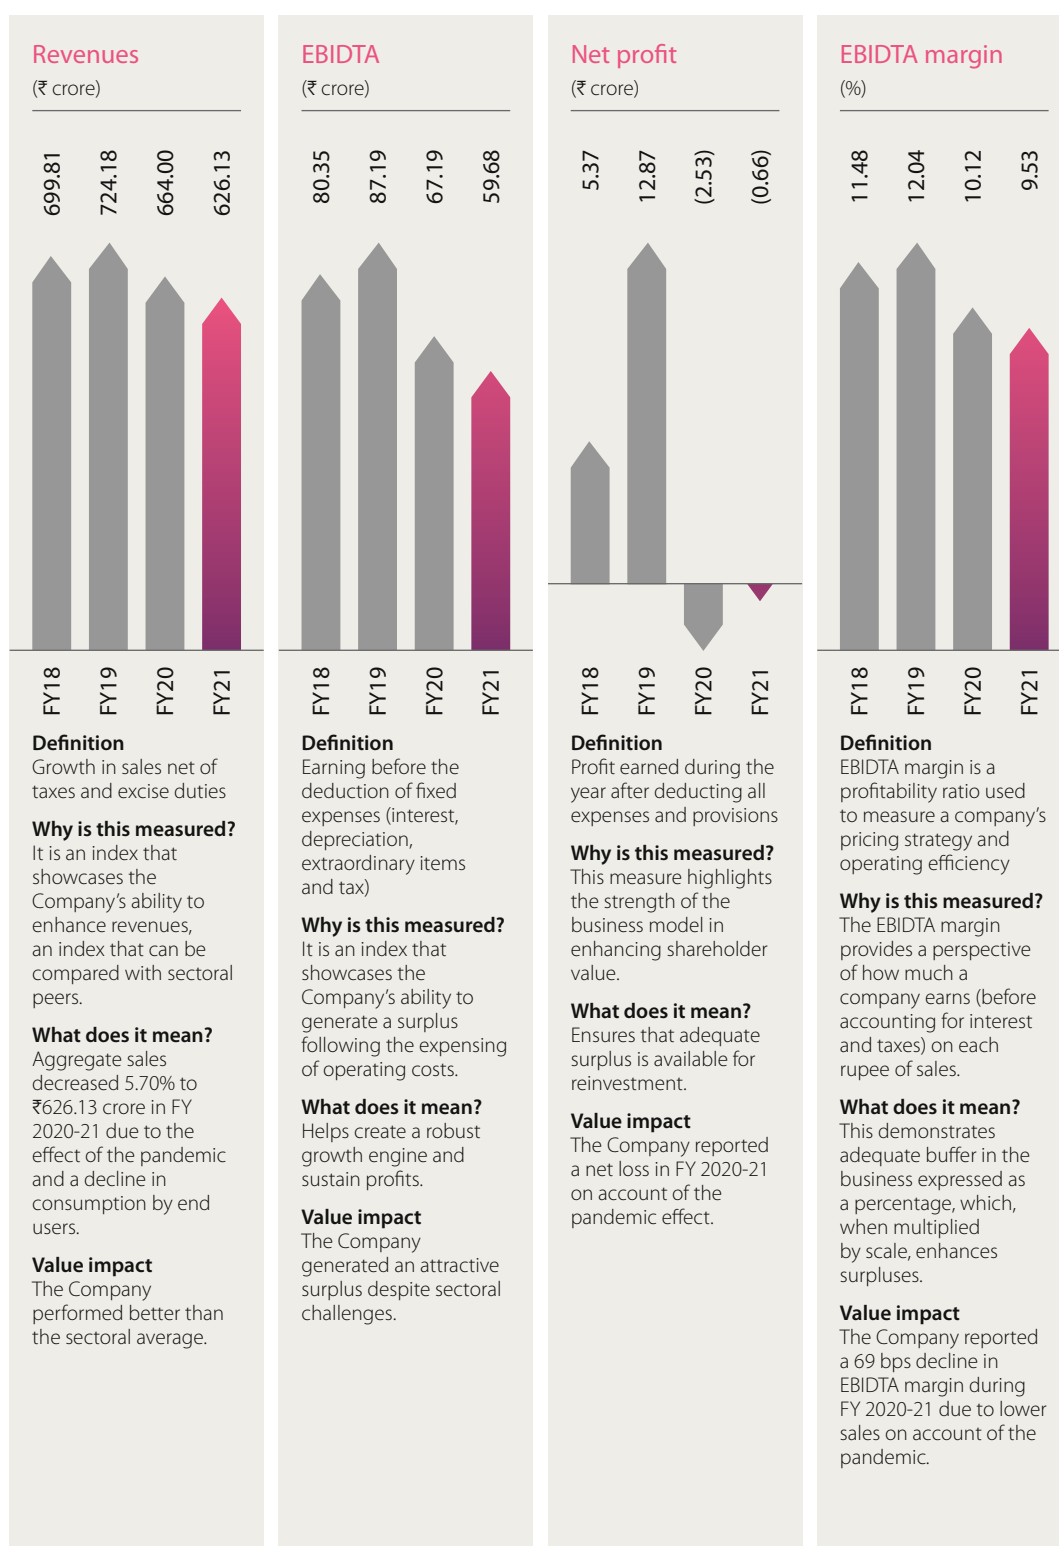 Revenues
(₹ crore)
699.81
724.18
664.00
626.13
FY18
FY19
FY20
FY21
Definition
Growth in sales net of
taxes and excise duties
Why is this measured?
It is an index that
showcases the
Company's ability to
enhance revenues,
an index that can be
compared with sectoral
peers.
What does it mean?
Aggregate sales
decreased 5.70% to
₹626.13 crore in FY
2020-21 due to the
effect of the pandemic
and a decline in
consumption by end
users.
Value impact
The Company
performed better than
the sectoral average.
EBIDTA
(₹ crore)
80.35
87.19
67.19
59.68
FY18
FY19
FY20
FY21
Definition
Earning before the
deduction of fixed
expenses (interest,
depreciation,
extraordinary items
and tax)
Why is this measured?
It is an index that
showcases the
Company's ability to
generate a surplus
following the expensing
of operating costs.
What does it mean?
Helps create a robust
growth engine and
sustain profits.
Value impact
The Company
generated an attractive
surplus despite sectoral
challenges.
Net profit
(₹ crore)
5.37
12.87
(2.53)
(0.66)
FY18
FY19
FY20
FY21
Definition
Profit earned during the
year after deducting all
expenses and provisions
Why is this measured?
This measure highlights
the strength of the
business model in
enhancing shareholder
value.
What does it mean?
Ensures that adequate
surplus is available for
reinvestment.
Value impact
The Company reported
a net loss in FY 2020-21
on account of the
pandemic effect.
EBIDTA margin
(%)
11.48
12.04
10.12
9.53
FY18
FY19
FY20
FY21
Definition
EBIDTA margin is a
profitability ratio used
to measure a company's
pricing strategy and
operating efficiency
Why is this measured?
The EBIDTA margin
provides a perspective
of how much a
company earns (before
accounting for interest
and taxes) on each
rupee of sales.
What does it mean?
This demonstrates
adequate buffer in the
business expressed as
a percentage, which,
when multiplied
by scale, enhances
surpluses.
Value impact
The Company reported
a 69 bps decline in
EBIDTA margin during
FY 2020-21 due to lower
sales on account of the
pandemic.